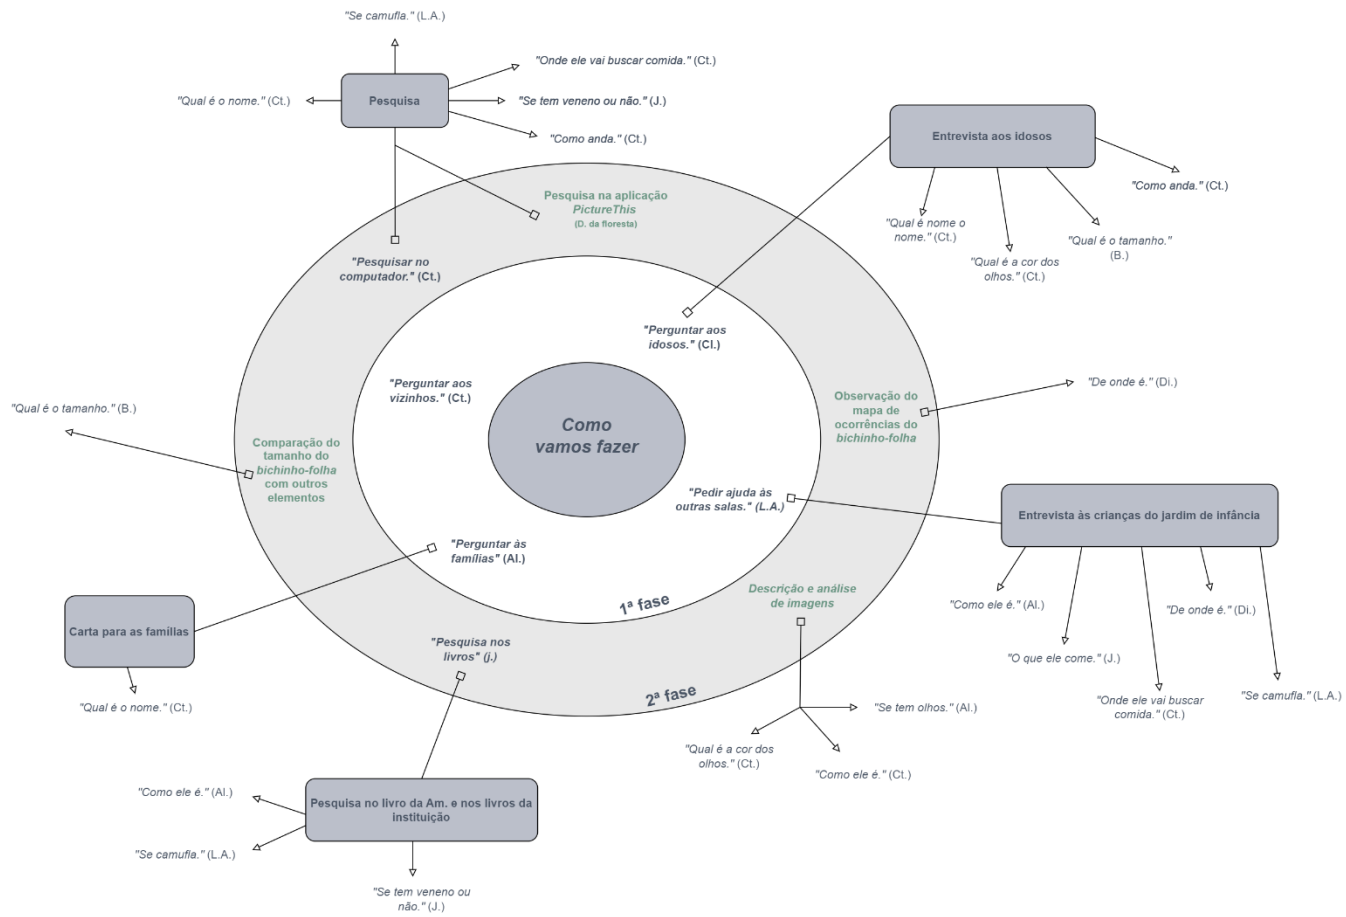 "Se camufla." (L.A.)
"Onde ele vai buscar comida." (Ct.)
Pesquisa
"Qual é o nome." (Ct.)
"Se tem veneno ou não." (J.)
"Como anda." (Ct.)
Entrevista aos idosos
"Como anda." (Ct.)
"Qual é nome o
nome." (Ct.)
"Qual é a cor dos
olhos." (Ct.)
"Qual é o tamanho."
(B.)
Pesquisa na aplicação
PictureThis
(D. da floresta)
"Pesquisar no
computador." (Ct.)
"Perguntar aos
idosos." (Cl.)
"Perguntar aos
vizinhos." (Ct.)
Como
vamos fazer
Observação do
mapa de
ocorrências do
bichinho-folha
"De onde é." (Di.)
"Qual é o tamanho." (B.)
Comparação do
tamanho do
bichinho-folha
com outros
elementos
"Pedir ajuda às
outras salas." (L.A.)
Entrevista às crianças do jardim de infância
"Como ele é." (Al.)
"De onde é." (Di.)
"O que ele come." (J.)
"Onde ele vai buscar
comida." (Ct.)
"Se camufla." (L.A.)
"Perguntar às
famílias" (Al.)
1ª fase
Descrição e análise
de imagens
Carta para as famílias
"Qual é o nome." (Ct.)
"Pesquisa nos
livros" (j.)
2ª fase
"Se tem olhos." (Al.)
"Qual é a cor dos
olhos." (Ct.)
"Como ele é." (Ct.)
Pesquisa no livro da Am. e nos livros da
instituição
"Como ele é." (Al.)
"Se camufla." (L.A.)
"Se tem veneno ou
não." (J.)